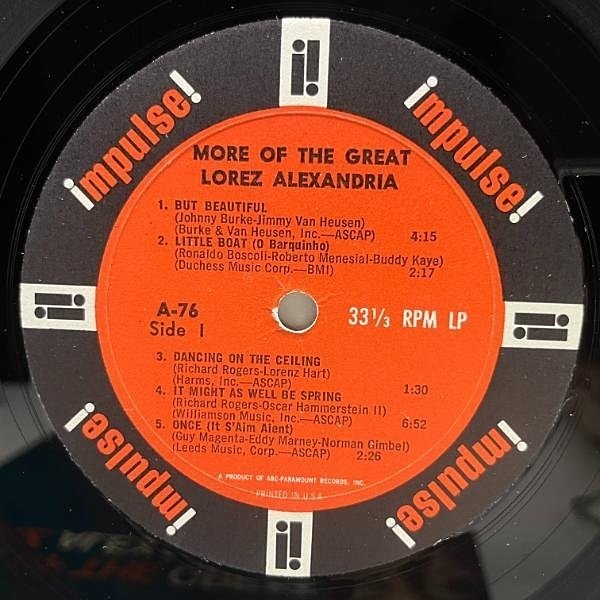 impulse!
impulse!
MORE OF THE GREAT
LOREZ ALEXANDRIA
1. BUT BEAUTIFUL
(Johnny Burke-Jimmy Van Heusen)
(Burke & Van Heusen, Inc.—ASCAP) 4:15
2. LITTLE BOAT (O Barquinho)
(Ronaldo Boscoli-Roberto Menesial-Buddy Kaye)
(Duchess Music Corp.—BMI) 2:17
A-76
Side I
33 1/3 RPM LP
3. DANCING ON THE CEILING
(Richard Rogers-Lorenz Hart)
(Harms, Inc.—ASCAP) 1:30
4. IT MIGHT AS WELL BE SPRING
(Richard Rogers-Oscar Hammerstein II)
(Williamson Music, Inc.—ASCAP) 6:52
5. ONCE (It S'Aim Aient)
(Guy Magenta-Eddy Marney-Norman Gimbel)
(Leeds Music, Corp.—ASCAP) 2:26
A PRODUCT OF ABC-PARAMOUNT RECORDS, INC.
PRINTED IN U.S.A.
impulse!
impulse!